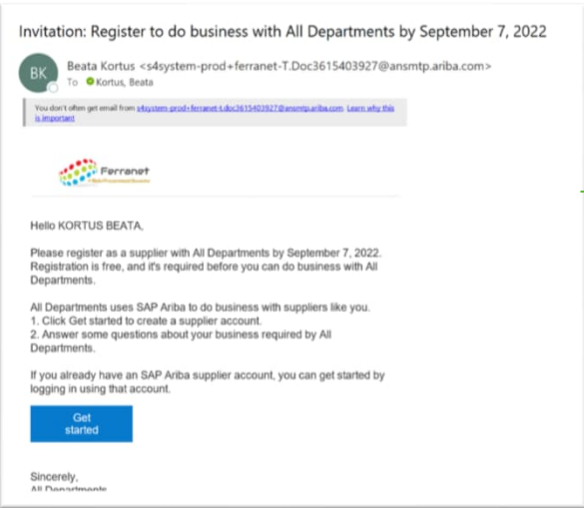 Invitation: Register to do business with All Departments by September 7, 2022
BK
Beata Kortus <s4system-prod+ferranet-T.Doc3615403927@ansmtp.ariba.com>
To Kortus, Beata
You don't often get email from s4system-prod+ferranet-t.doc3615403927@ansmtp.ariba.com. Learn why this
is important
Ferranet
Hello KORTUS BEATA,
Please register as a supplier with All Departments by September 7, 2022.
Registration is free, and it's required before you can do business with All
Departments.
All Departments uses SAP Ariba to do business with suppliers like you.
1. Click Get started to create a supplier account.
2. Answer some questions about your business required by All
Departments.
If you already have an SAP Ariba supplier account, you can get started by
logging in using that account.
Get
started
Sincerely,
All Departments